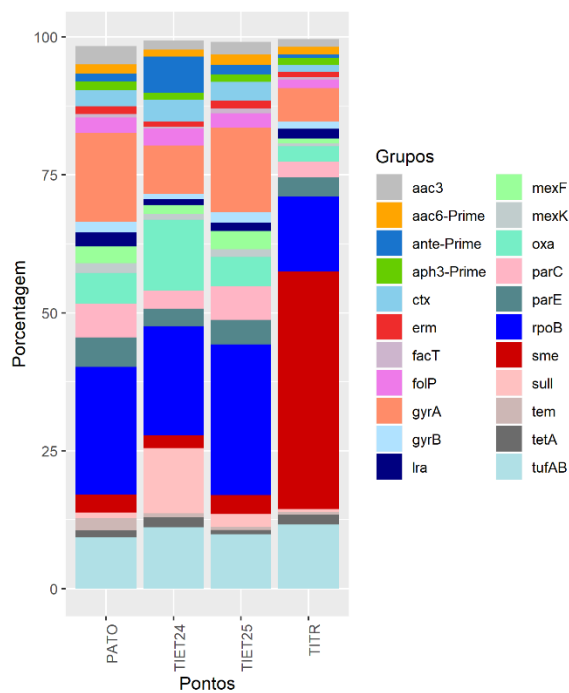 Porcentagem
100
75
50
25
0
PATO
TIET24
TIET25
TITR
Pontos
Grupos
aac3
aac6-Prime
ante-Prime
aph3-Prime
ctx
erm
facT
folP
gyrA
gyrB
lra
mexF
mexK
oxa
parC
parE
rpoB
sme
sull
tem
tetA
tufAB